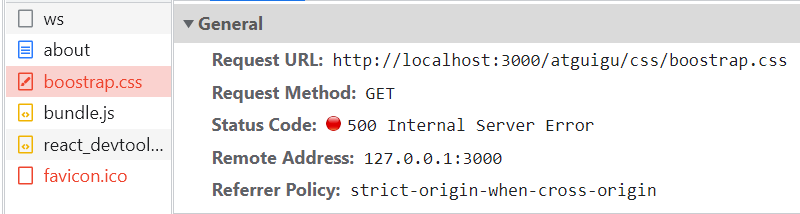 ws
about
boostrap.css
bundle.js
react_devtool...
favicon.ico
General
Request URL: http://localhost:3000/atguigu/css/boostrap.css
Request Method: GET
Status Code: 500 Internal Server Error
Remote Address: 127.0.0.1:3000
Referrer Policy: strict-origin-when-cross-origin